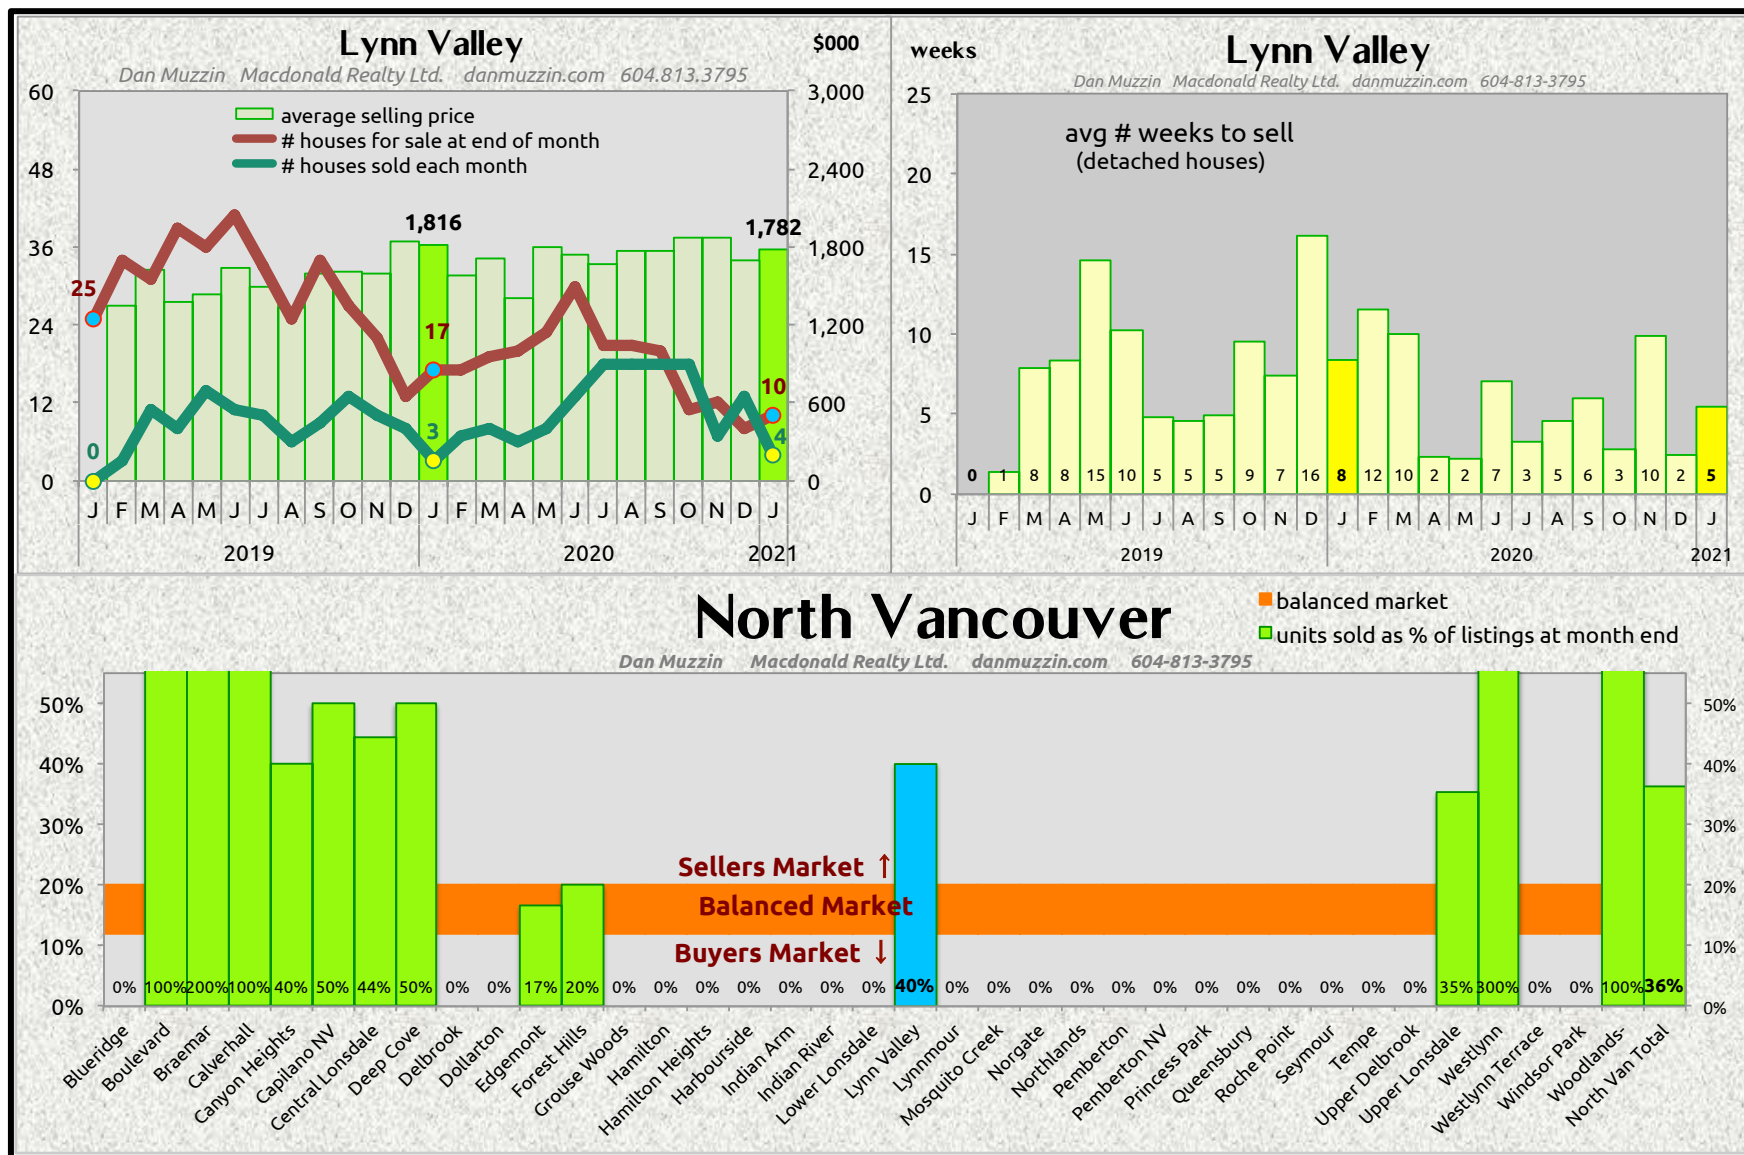 Lynn Valley
$000
Dan Muzzin Macdonald Realty Ltd. danmuzzin.com 604.813.3795
60
48
36
24
12
0
3,000
2,400
1,800
1,200
600
0
average selling price
# houses for sale at end of month
# houses sold each month
1,816
1,782
25
17
10
0
3
4
J F M A M J J A S O N D J F M A M J J A S O N D J
2019 2020 2021
weeks
Lynn Valley
Dan Muzzin Macdonald Realty Ltd. danmuzzin.com 604-813-3795
25
20
15
10
5
0
avg # weeks to sell
(detached houses)
0 1 8 8 15 10 5 5 5 9 7 16 8 12 10 2 2 7 3 5 6 3 10 2 5
J F M A M J J A S O N D J F M A M J J A S O N D J
2019 2020 2021
North Vancouver
balanced market
units sold as % of listings at month end
Dan Muzzin Macdonald Realty Ltd. danmuzzin.com 604-813-3795
50% 50%
40% 40%
30% 30%
20% 20%
10% 10%
0% 0%
Sellers Market ↑
Balanced Market
Buyers Market ↓
0% 100% 200% 100% 40% 50% 44% 50% 0% 0% 17% 20% 0% 0% 0% 0% 0% 0% 0% 40% 0% 0% 0% 0% 0% 0% 0% 0% 0% 0% 0% 0% 35% 300% 0% 0% 100% 36%
Blueridge
Boulevard
Braemar
Calverhall
Canyon Heights
Capilano NV
Central Lonsdale
Deep Cove
Delbrook
Dollarton
Edgemont
Forest Hills
Grouse Woods
Hamilton
Hamilton Heights
Harbourside
Indian Arm
Indian River
Lower Lonsdale
Lynn Valley
Lynnmour
Mosquito Creek
Norgate
Northlands
Pemberton
Pemberton NV
Princess Park
Queensbury
Roche Point
Seymour
Tempe
Upper Delbrook
Upper Lonsdale
Westlynn
Westlynn Terrace
Windsor Park
Woodlands-
North Van Total